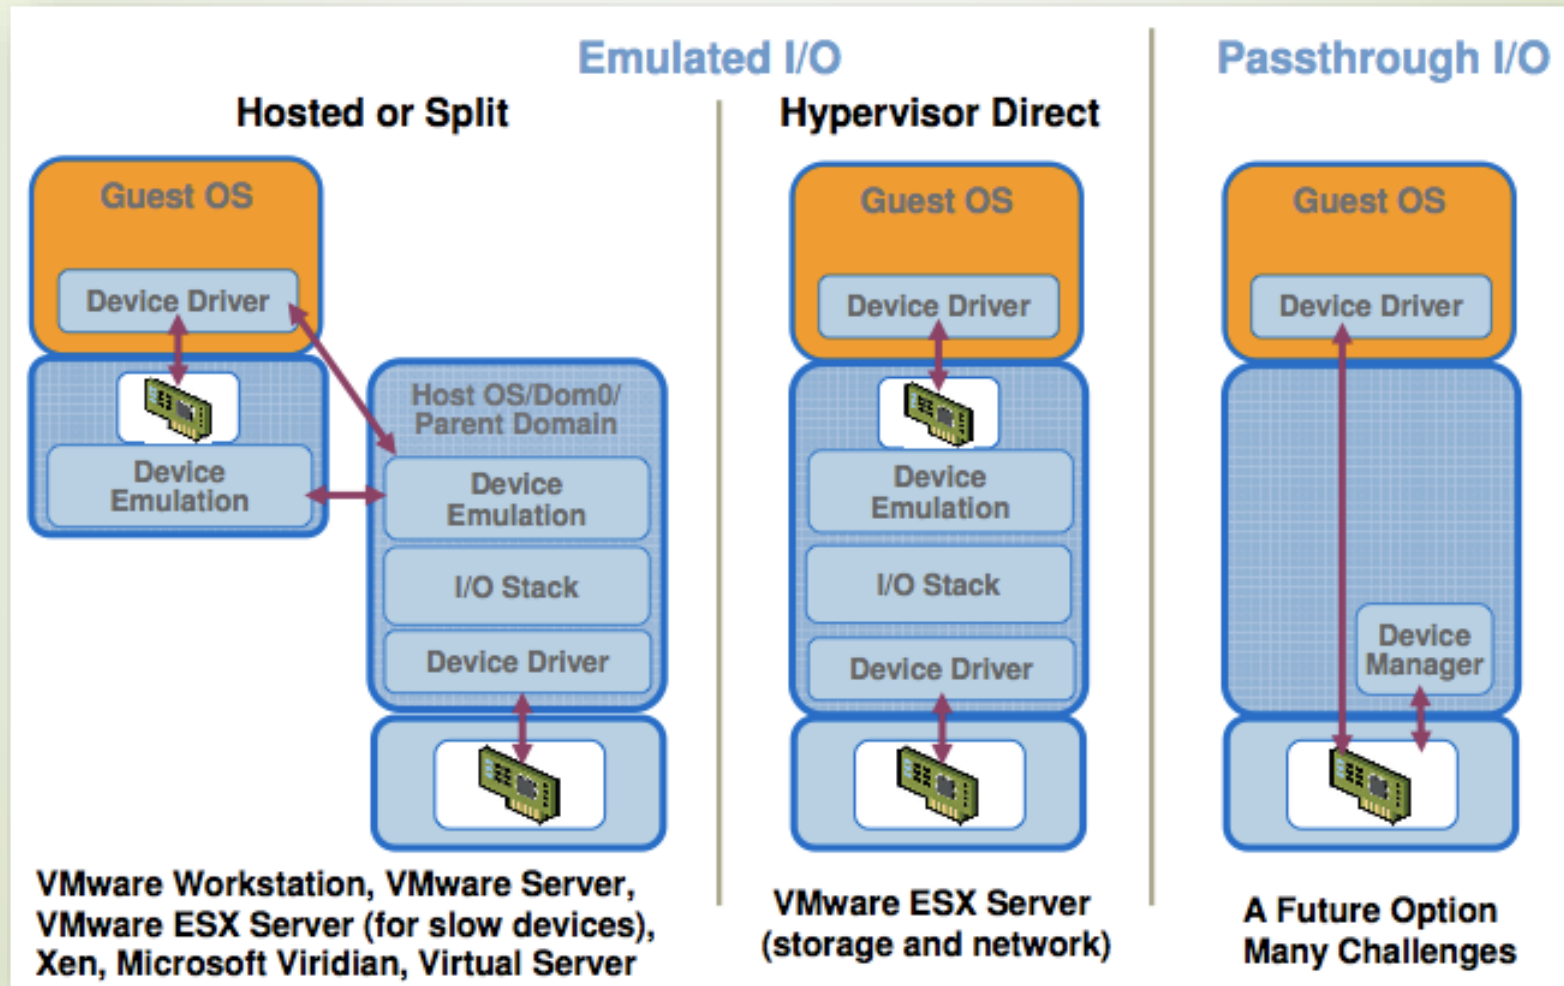 Emulated I/O
Passthrough I/O
Hosted or Split
Hypervisor Direct
Guest OS
Device Driver
Device
Emulation
Host OS/Dom0/
Parent Domain
Device
Emulation
I/O Stack
Device Driver
VMware Workstation, VMware Server,
VMware ESX Server (for slow devices),
Xen, Microsoft Viridian, Virtual Server
Guest OS
Device Driver
Device
Emulation
I/O Stack
Device Driver
VMware ESX Server
(storage and network)
Guest OS
Device Driver
Device
Manager
A Future Option
Many Challenges